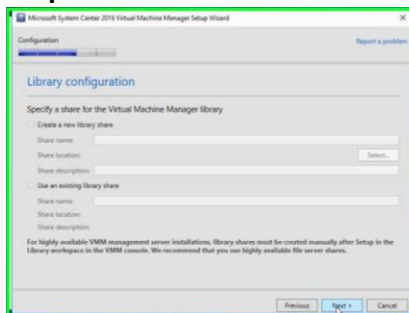 Microsoft System Center 2016 Virtual Machine Manager Setup Wizard
Configuration
Report a problem
Library configuration
Specify a share for the Virtual Machine Manager library
Create a new library share
Share name:
Share location:
Select...
Share description:
Use an existing library share
Share name:
Share location:
Share description:
For highly available VMM management server installations, library shares must be created manually after Setup in the
Library workspace in the VMM console. We recommend that you use highly available file server shares.
Previous
Next >
Cancel